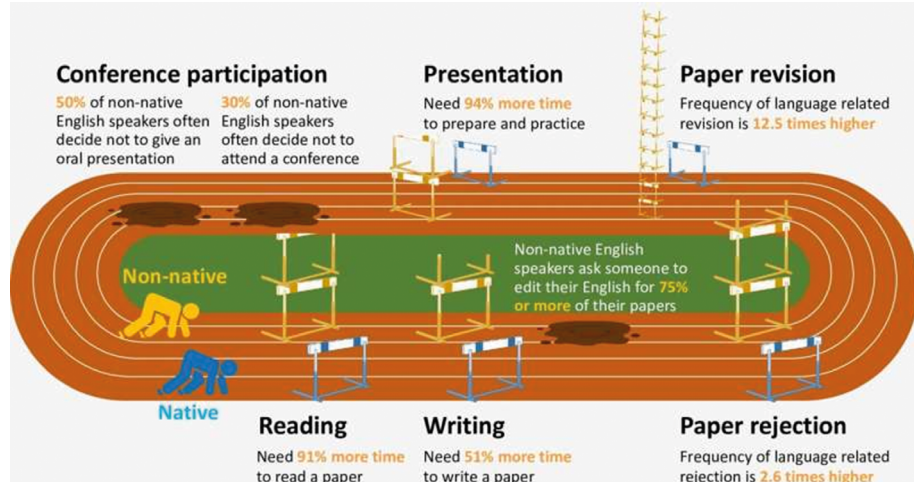 Conference participation
50% of non-native
English speakers often
decide not to give an
oral presentation
30% of non-native
English speakers
often decide not to
attend a conference
Presentation
Need 94% more time
to prepare and practice
Paper revision
Frequency of language related
revision is 12.5 times higher
Non-native
Non-native English
speakers ask someone to
edit their English for 75%
or more of their papers
Native
Reading
Need 91% more time
to read a paper
Writing
Need 51% more time
to write a paper
Paper rejection
Frequency of language related
rejection is 2.6 times higher